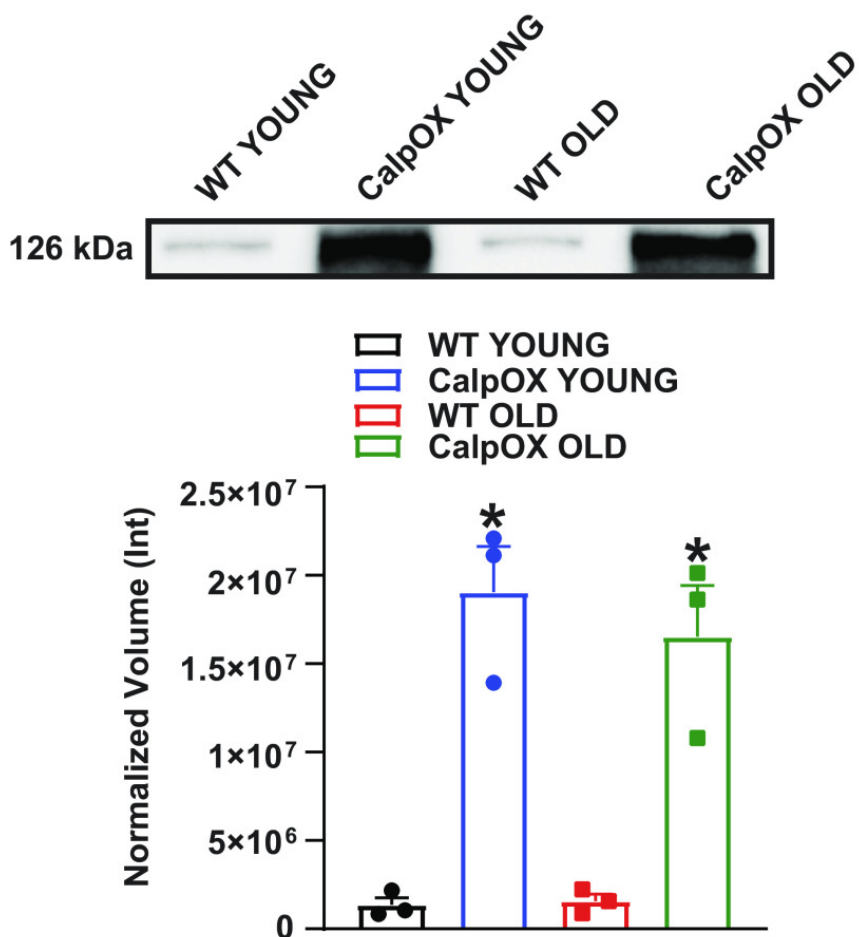 WT YOUNG
CalpOX YOUNG
WT OLD
CalpOX OLD
126 kDa
WT YOUNG
CalpOX YOUNG
WT OLD
CalpOX OLD
Normalized Volume (Int)
2.5×10⁷
2×10⁷
1.5×10⁷
1×10⁷
5×10⁶
0
*
*